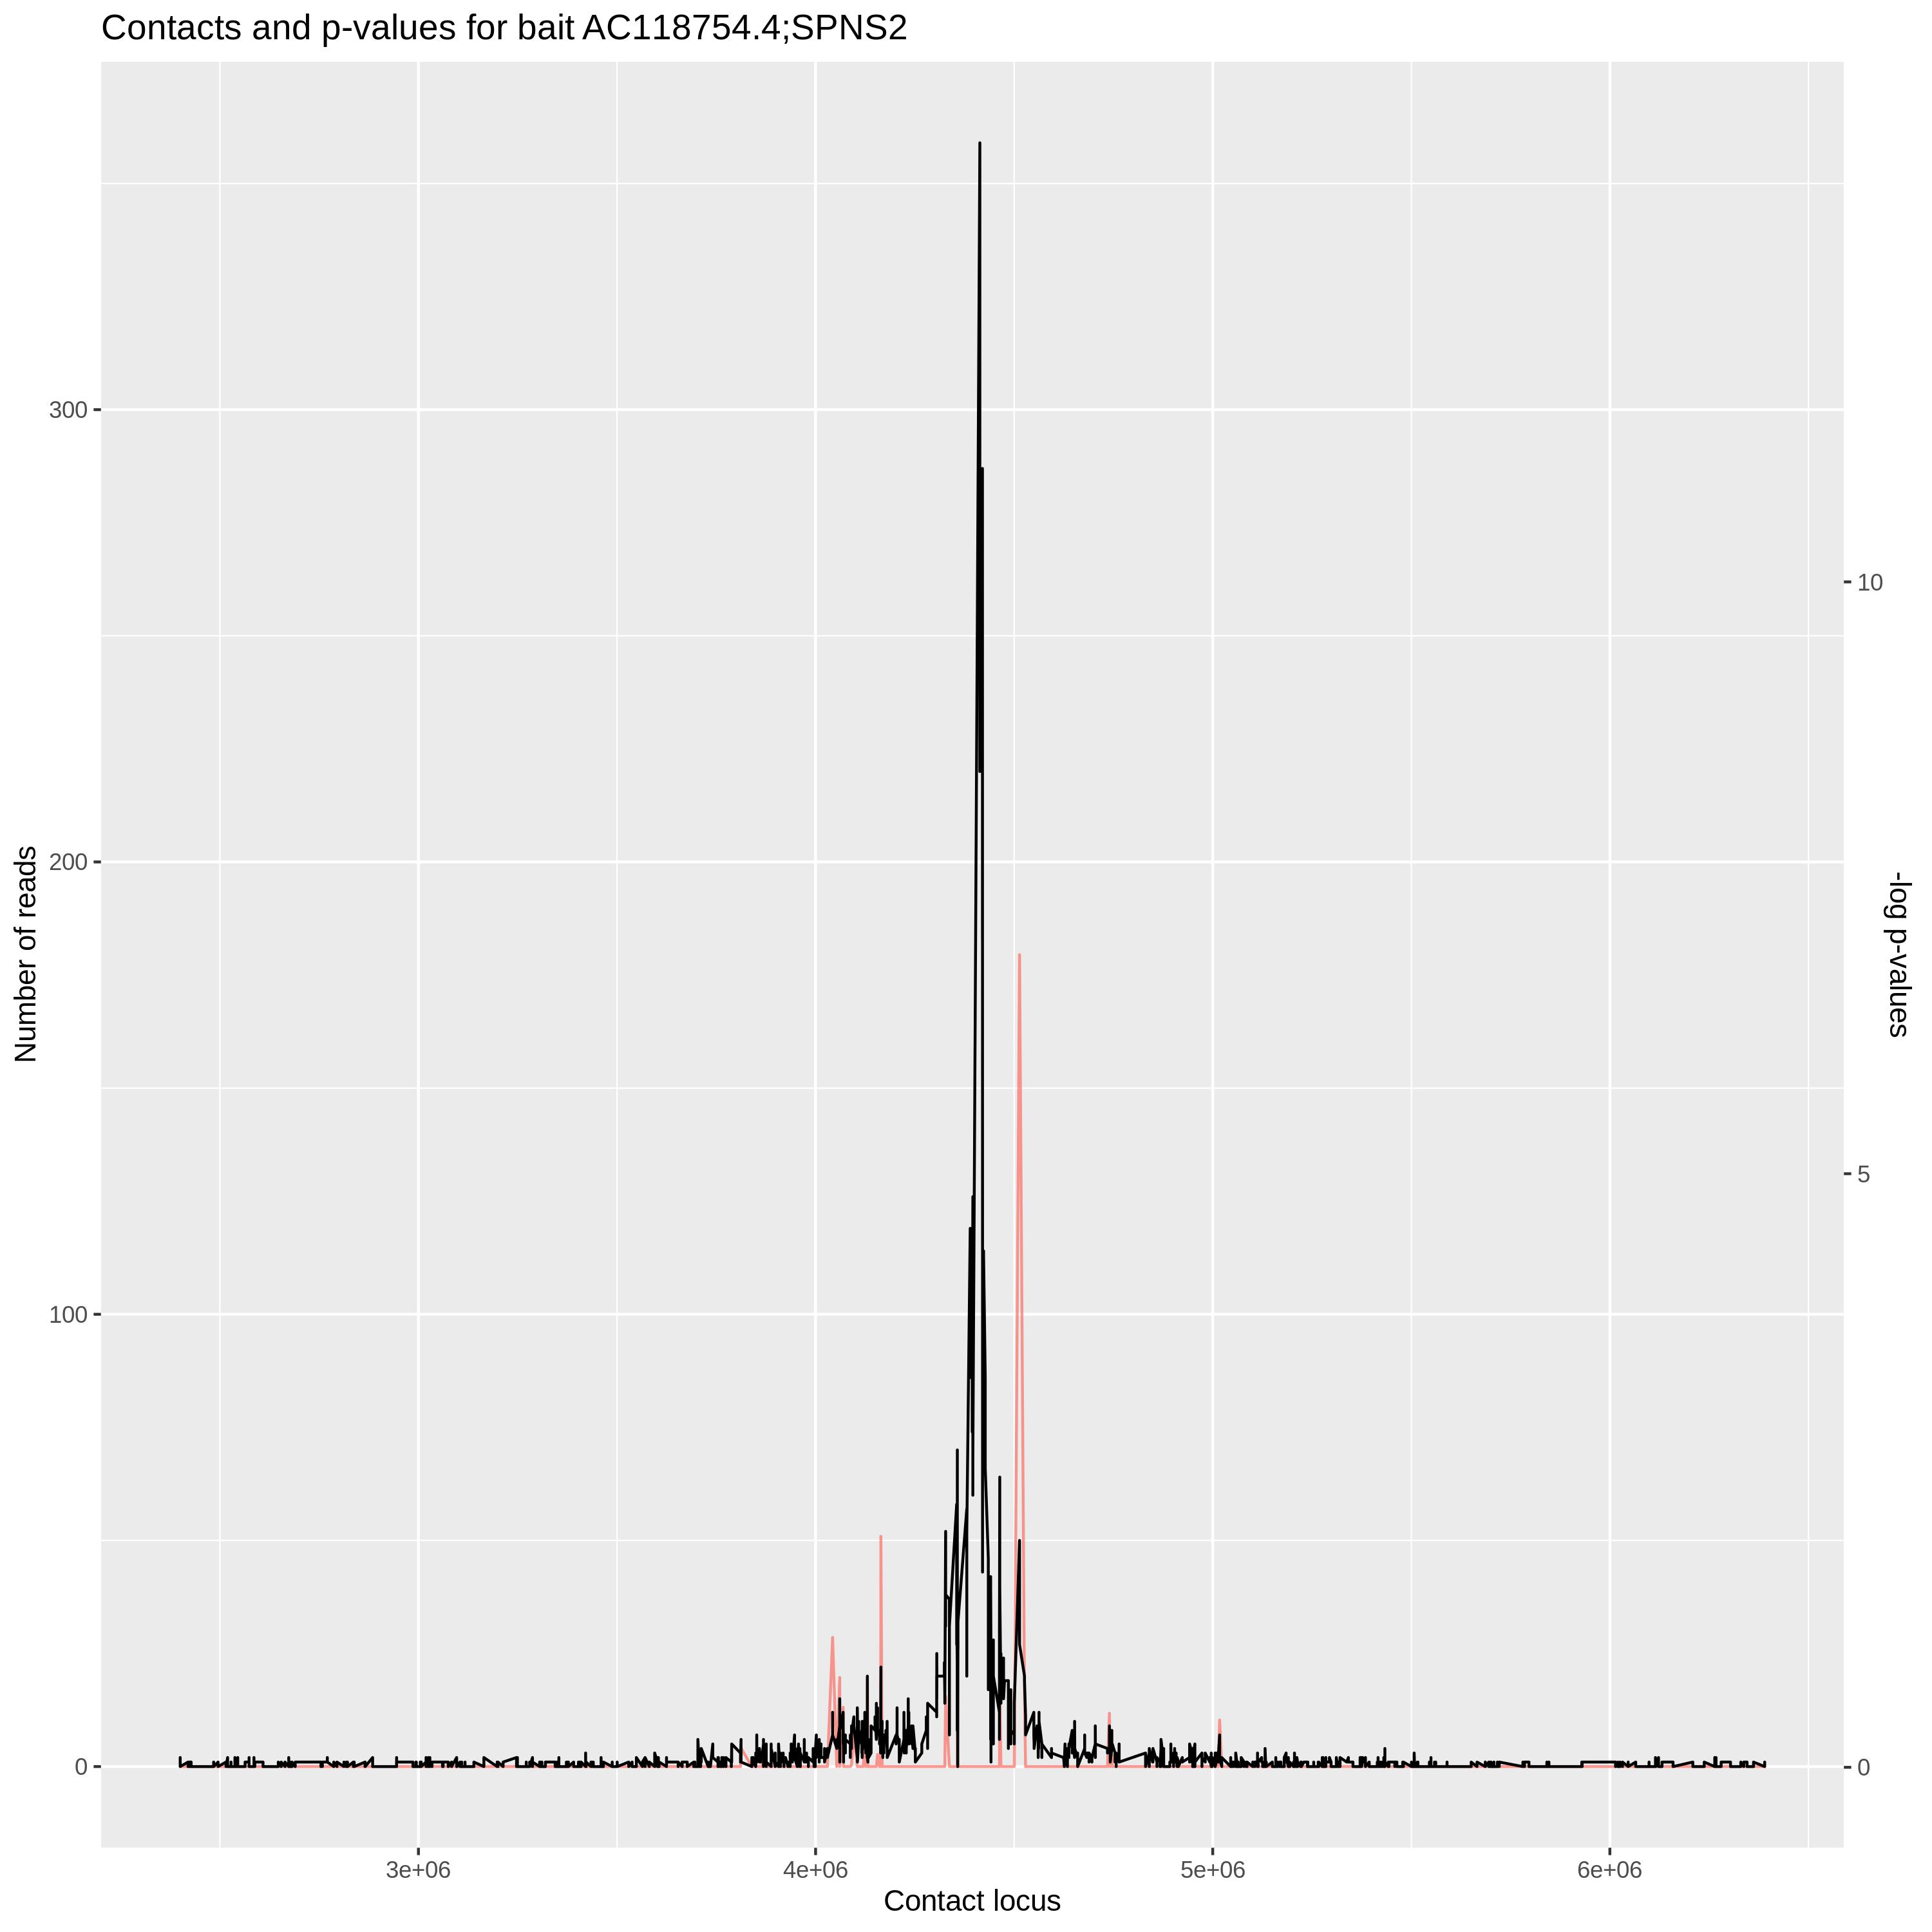 Contacts and p-values for bait AC118754.4;SPNS2
300
200
100
0
10
5
0
Number of reads
-log p-values
3e+06
4e+06
5e+06
6e+06
Contact locus